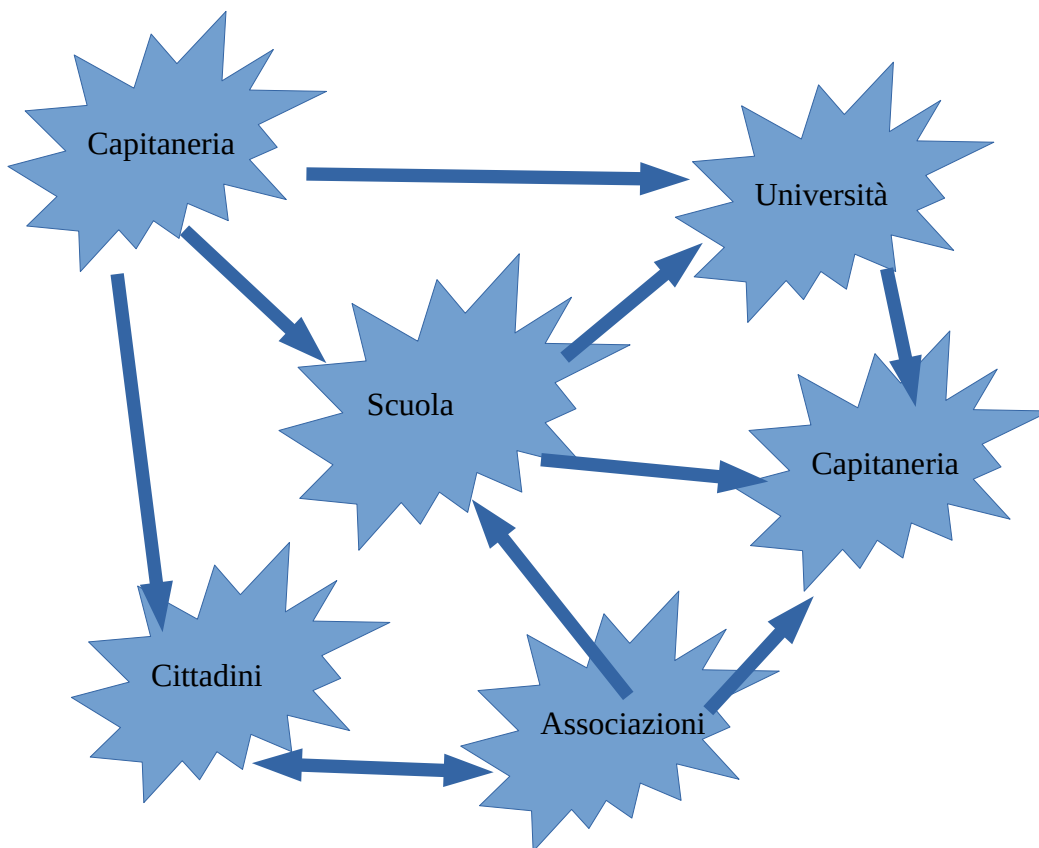 Capitaneria
Università
Scuola
Capitaneria
Cittadini
Associazioni